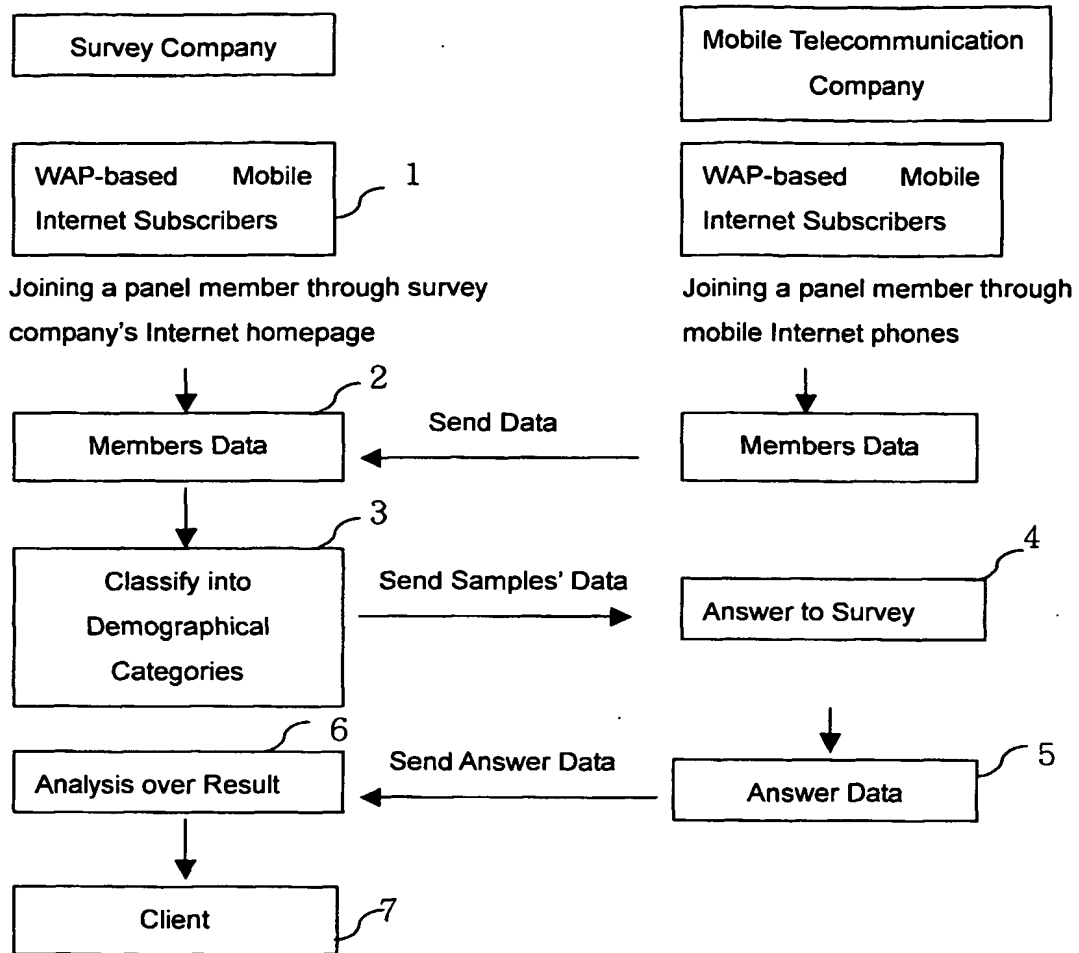 Survey Company
Mobile Telecommunication
Company
WAP-based Mobile
Internet Subscribers
1
WAP-based Mobile
Internet Subscribers
Joining a panel member through survey
company's Internet homepage
Joining a panel member through
mobile Internet phones
2
Members Data
Send Data
Members Data
3
Classify into
Demographical
Categories
Send Samples' Data
4
Answer to Survey
6
Analysis over Result
Send Answer Data
5
Answer Data
Client
7